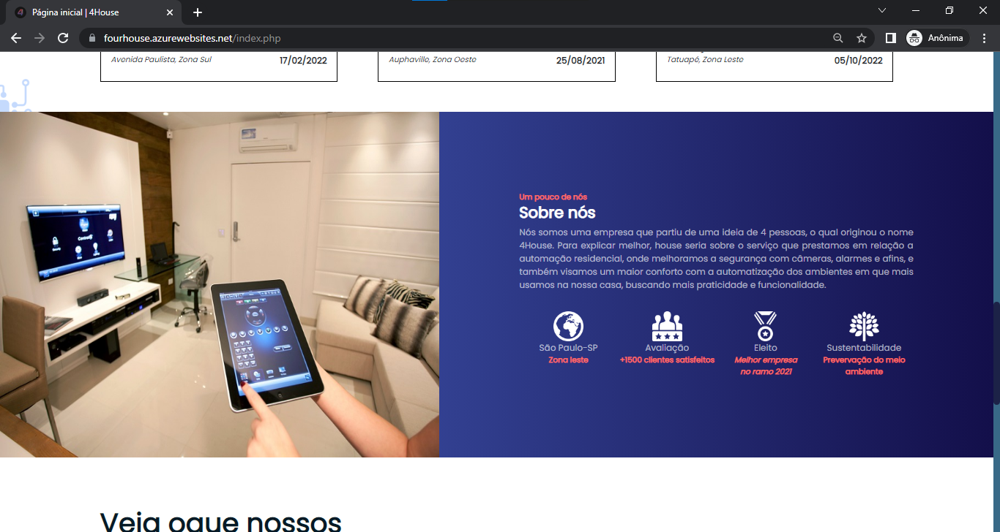 Página inicial | 4House
fourhouse.azurewebsites.net/index.php
Anônima
Avenida Paulista, Zona Sul
17/02/2022
Auphaville, Zona Oeste
25/08/2021
Tatuapé, Zona Leste
05/10/2022
Um pouco de nós
Sobre nós
Nós somos uma empresa que partiu de uma ideia de 4 pessoas, o qual originou o nome
4House. Para explicar melhor, house seria sobre o serviço que prestamos em relação a
automação residencial, onde melhoramos a segurança com câmeras, alarmes e afins, e
também visamos um maior conforto com a automatização dos ambientes em que mais
usamos na nossa casa, buscando mais praticidade e funcionalidade.
São Paulo-SP
Zona leste
Avaliação
+1500 clientes satisfeitos
Eleito
Melhor empresa
no ramo 2021
Sustentabilidade
Prevervação do meio
ambiente
Veja oque nossos